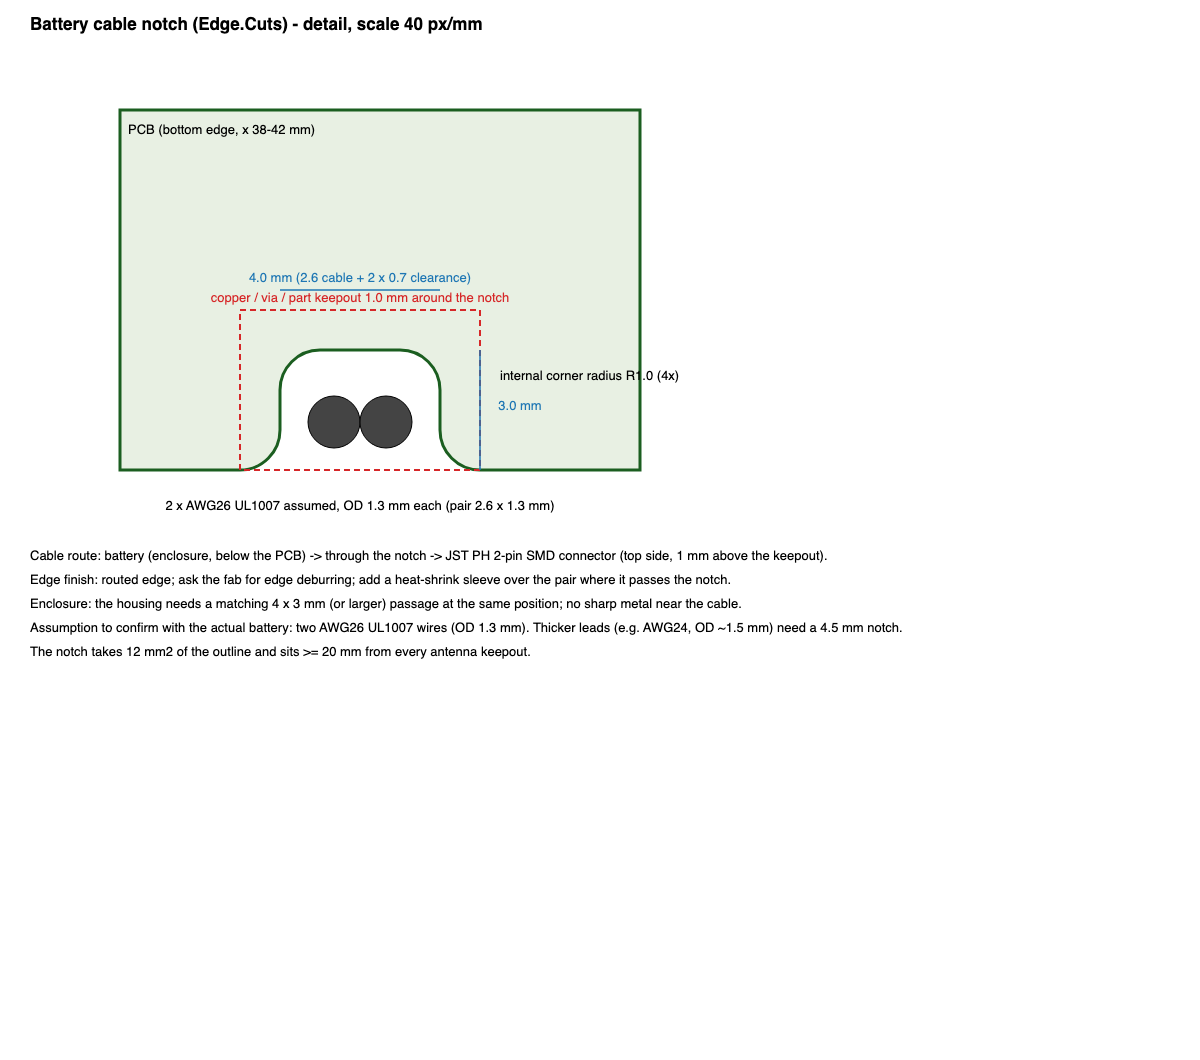 Battery cable notch (Edge.Cuts) - detail, scale 40 px/mm
PCB (bottom edge, x 38-42 mm)
4.0 mm (2.6 cable + 2 x 0.7 clearance)
copper / via / part keepout 1.0 mm around the notch
internal corner radius R1.0 (4x)
3.0 mm
2 x AWG26 UL1007 assumed, OD 1.3 mm each (pair 2.6 x 1.3 mm)
Cable route: battery (enclosure, below the PCB) -> through the notch -> JST PH 2-pin SMD connector (top side, 1 mm above the keepout).
Edge finish: routed edge; ask the fab for edge deburring; add a heat-shrink sleeve over the pair where it passes the notch.
Enclosure: the housing needs a matching 4 x 3 mm (or larger) passage at the same position; no sharp metal near the cable.
Assumption to confirm with the actual battery: two AWG26 UL1007 wires (OD 1.3 mm). Thicker leads (e.g. AWG24, OD ~1.5 mm) need a 4.5 mm notch.
The notch takes 12 mm2 of the outline and sits >= 20 mm from every antenna keepout.